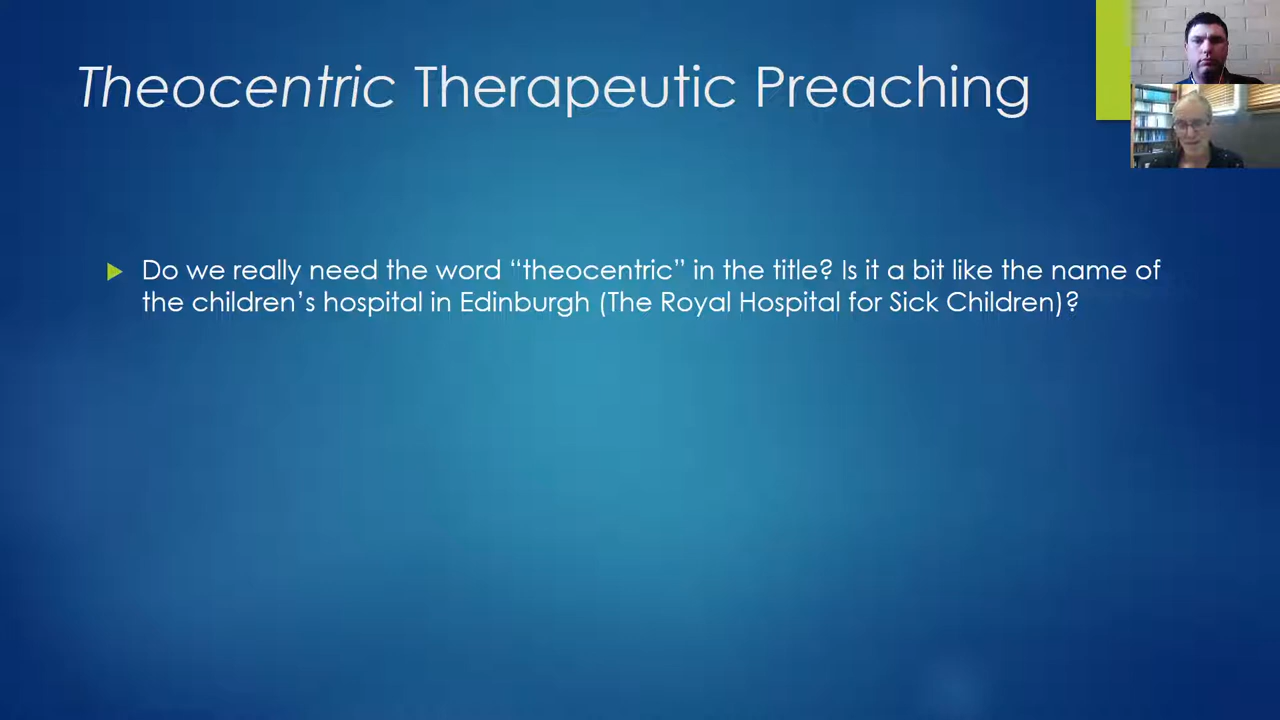 Theocentric Therapeutic Preaching
Do we really need the word “theocentric” in the title? Is it a bit like the name of
the children’s hospital in Edinburgh (The Royal Hospital for Sick Children)?